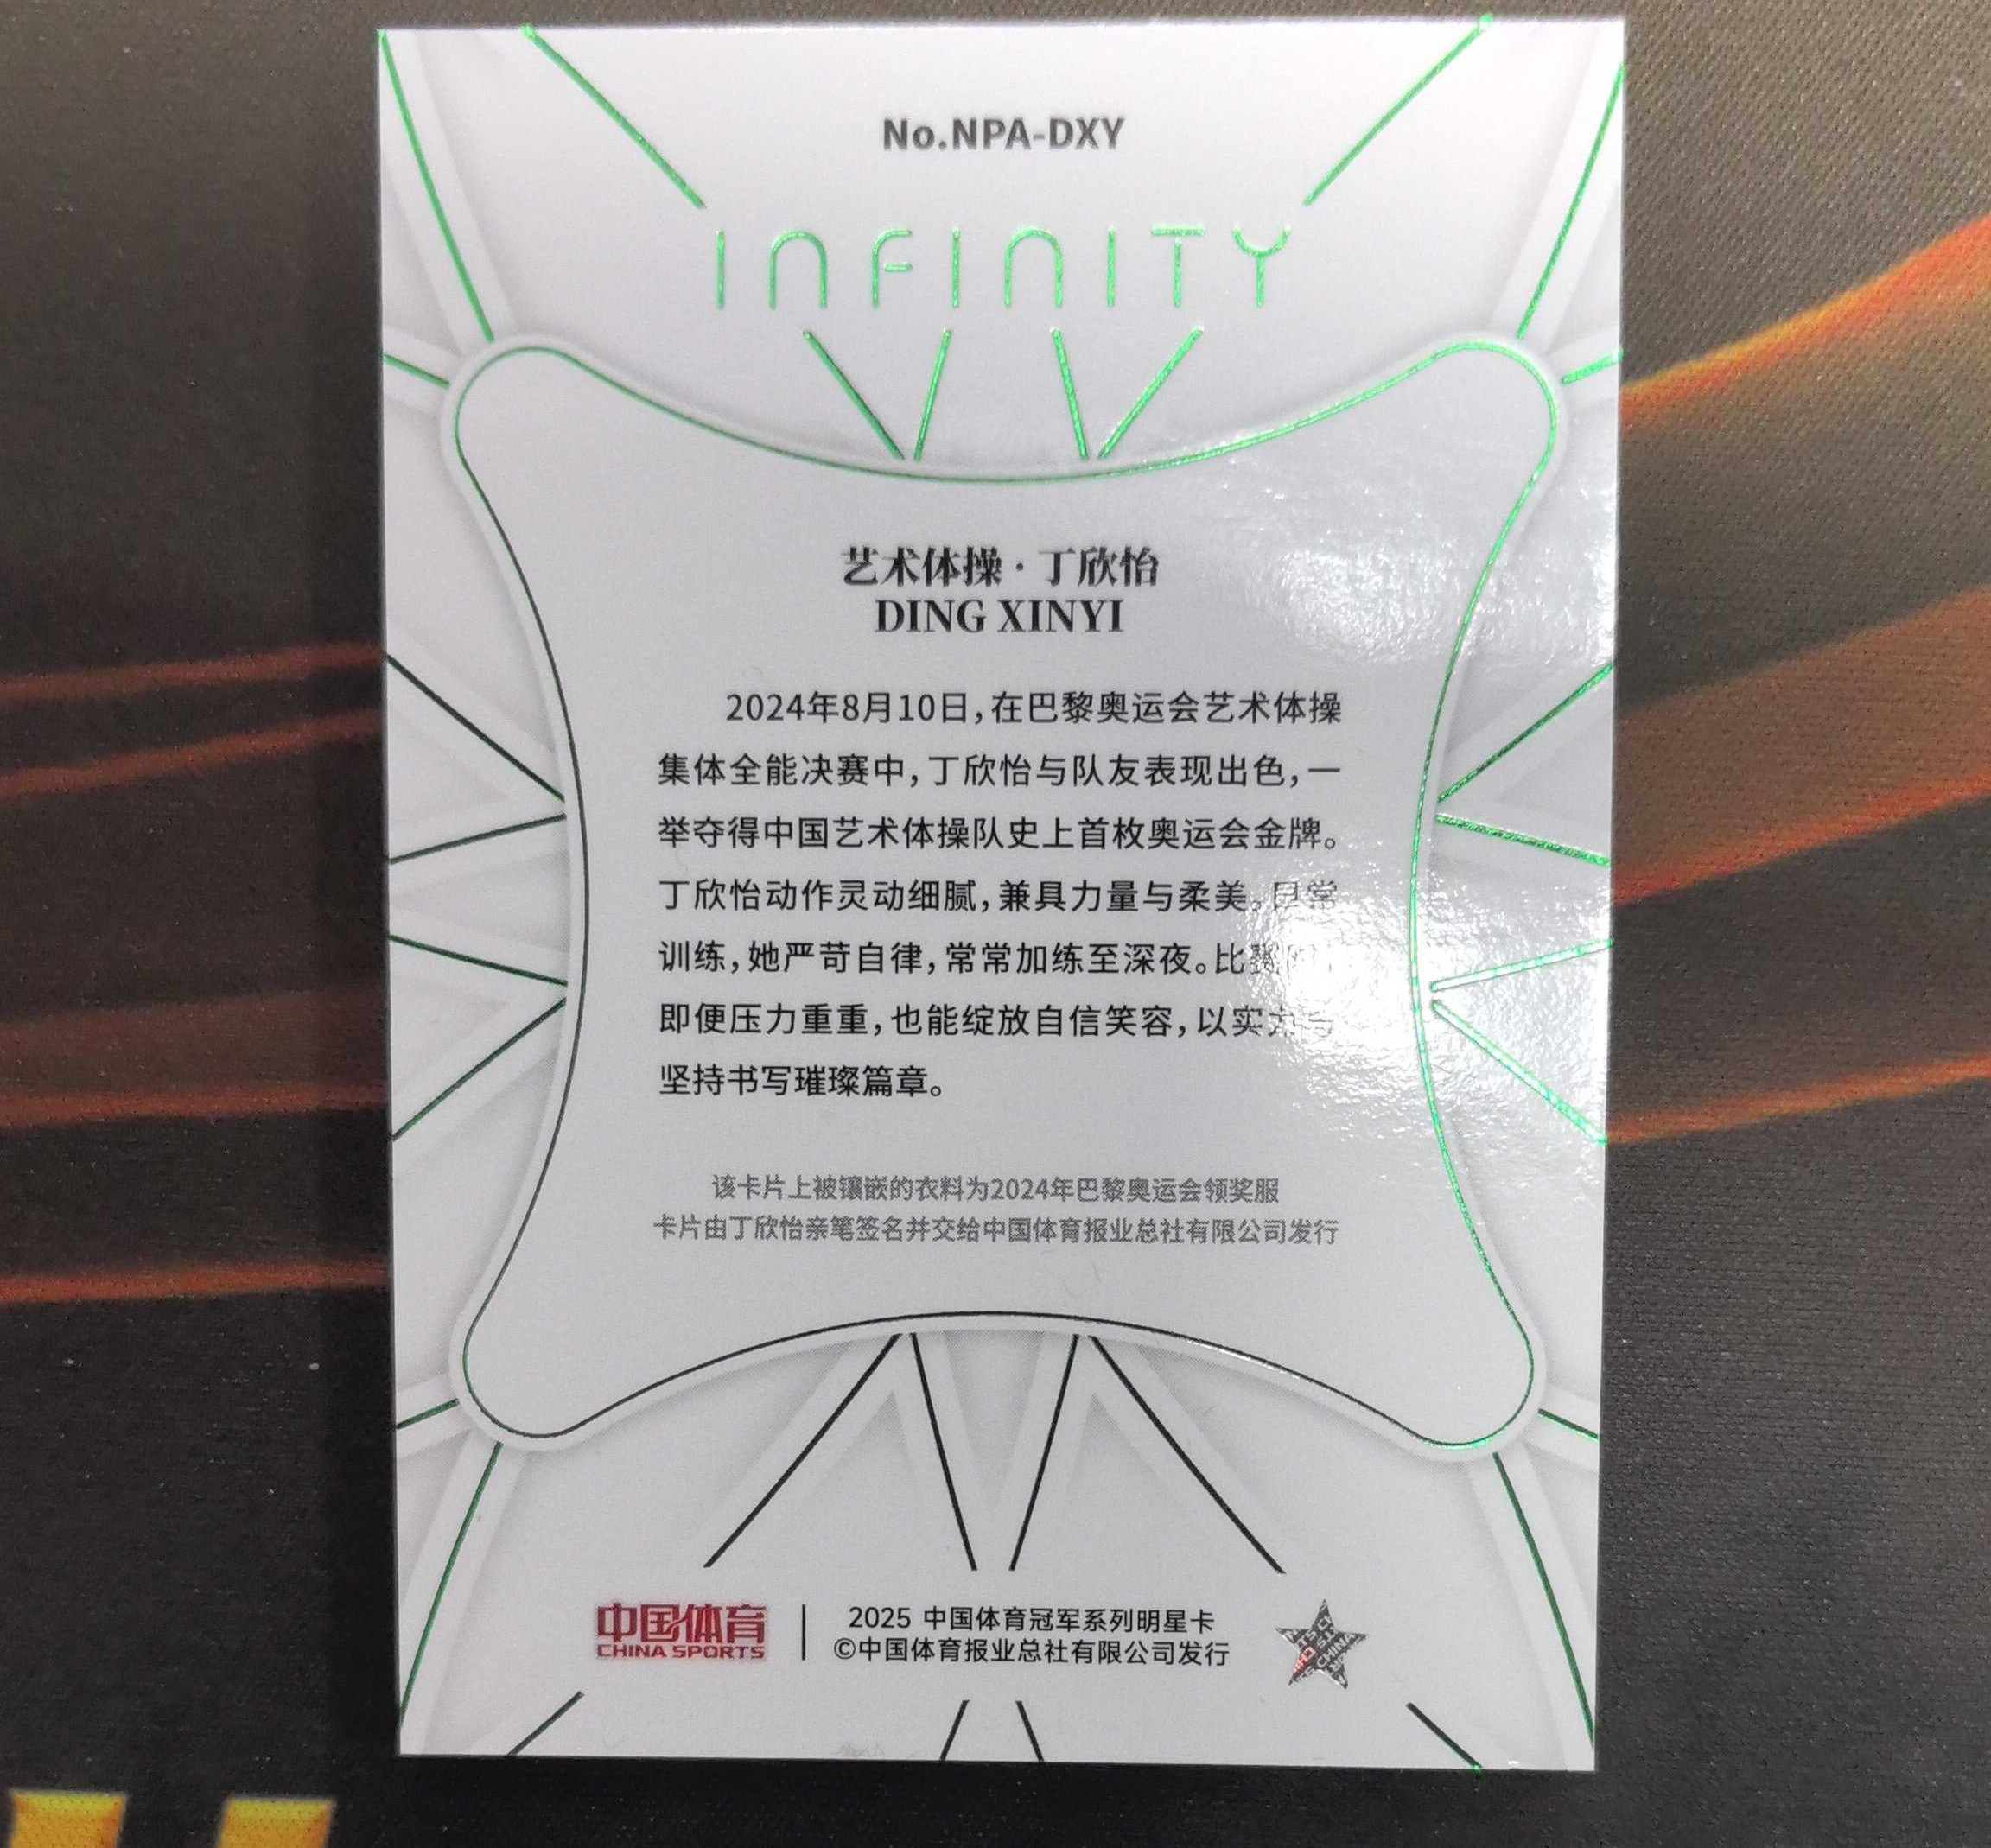 No.NPA-DXY
INFINITY
艺术体操·丁欣怡
DING XINYI
2024年8月10日,在巴黎奥运会艺术体操
集体全能决赛中,丁欣怡与队友表现出色,一
举夺得中国艺术体操队史上首枚奥运会金牌。
丁欣怡动作灵动细腻,兼具力量与柔美。日常
训练,她严苛自律,常常加练至深夜。比赛
即便压力重重,也能绽放自信笑容,以实力与
坚持书写璀璨篇章。
该卡片上被镶嵌的衣料为2024年巴黎奥运会领奖服
卡片由丁欣怡亲笔签名并交给中国体育报业总社有限公司发行
中国体育
CHINA SPORTS
2025 中国体育冠军系列明星卡
©中国体育报业总社有限公司发行
CHINA